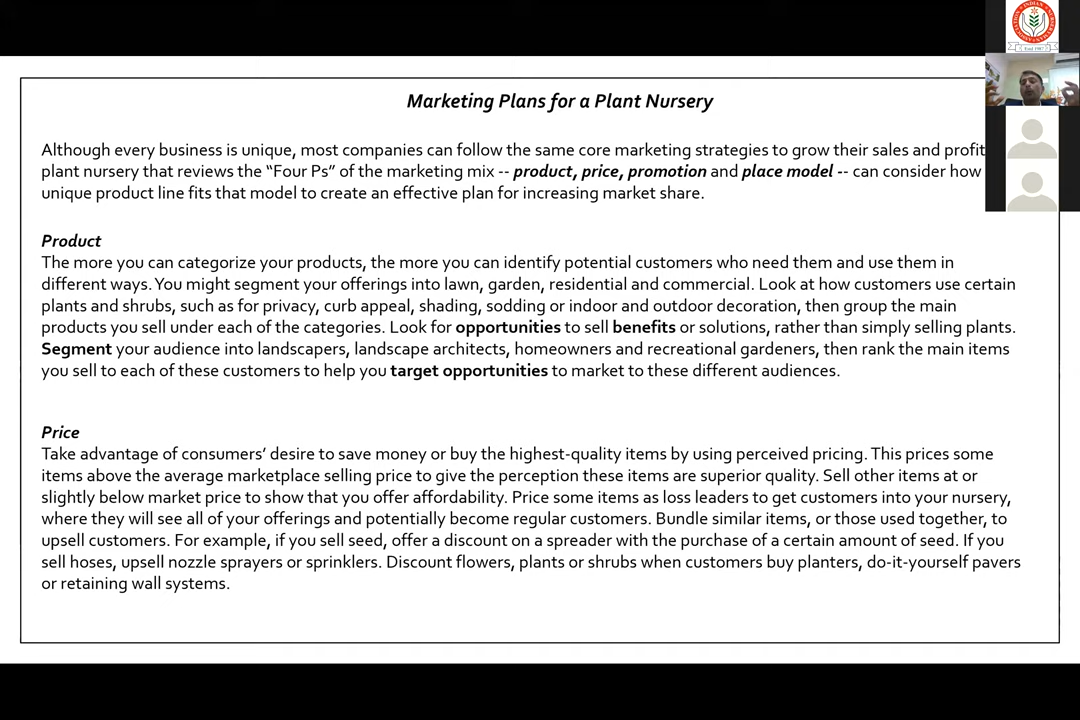 Marketing Plans for a Plant Nursery
Although every business is unique, most companies can follow the same core marketing strategies to grow their sales and profit
plant nursery that reviews the “Four Ps” of the marketing mix -- product, price, promotion and place model -- can consider how
unique product line fits that model to create an effective plan for increasing market share.
Product
The more you can categorize your products, the more you can identify potential customers who need them and use them in
different ways. You might segment your offerings into lawn, garden, residential and commercial. Look at how customers use certain
plants and shrubs, such as for privacy, curb appeal, shading, sodding or indoor and outdoor decoration, then group the main
products you sell under each of the categories. Look for opportunities to sell benefits or solutions, rather than simply selling plants.
Segment your audience into landscapers, landscape architects, homeowners and recreational gardeners, then rank the main items
you sell to each of these customers to help you target opportunities to market to these different audiences.
Price
Take advantage of consumers’ desire to save money or buy the highest-quality items by using perceived pricing. This prices some
items above the average marketplace selling price to give the perception these items are superior quality. Sell other items at or
slightly below market price to show that you offer affordability. Price some items as loss leaders to get customers into your nursery,
where they will see all of your offerings and potentially become regular customers. Bundle similar items, or those used together, to
upsell customers. For example, if you sell seed, offer a discount on a spreader with the purchase of a certain amount of seed. If you
sell hoses, upsell nozzle sprayers or sprinklers. Discount flowers, plants or shrubs when customers buy planters, do-it-yourself pavers
or retaining wall systems.